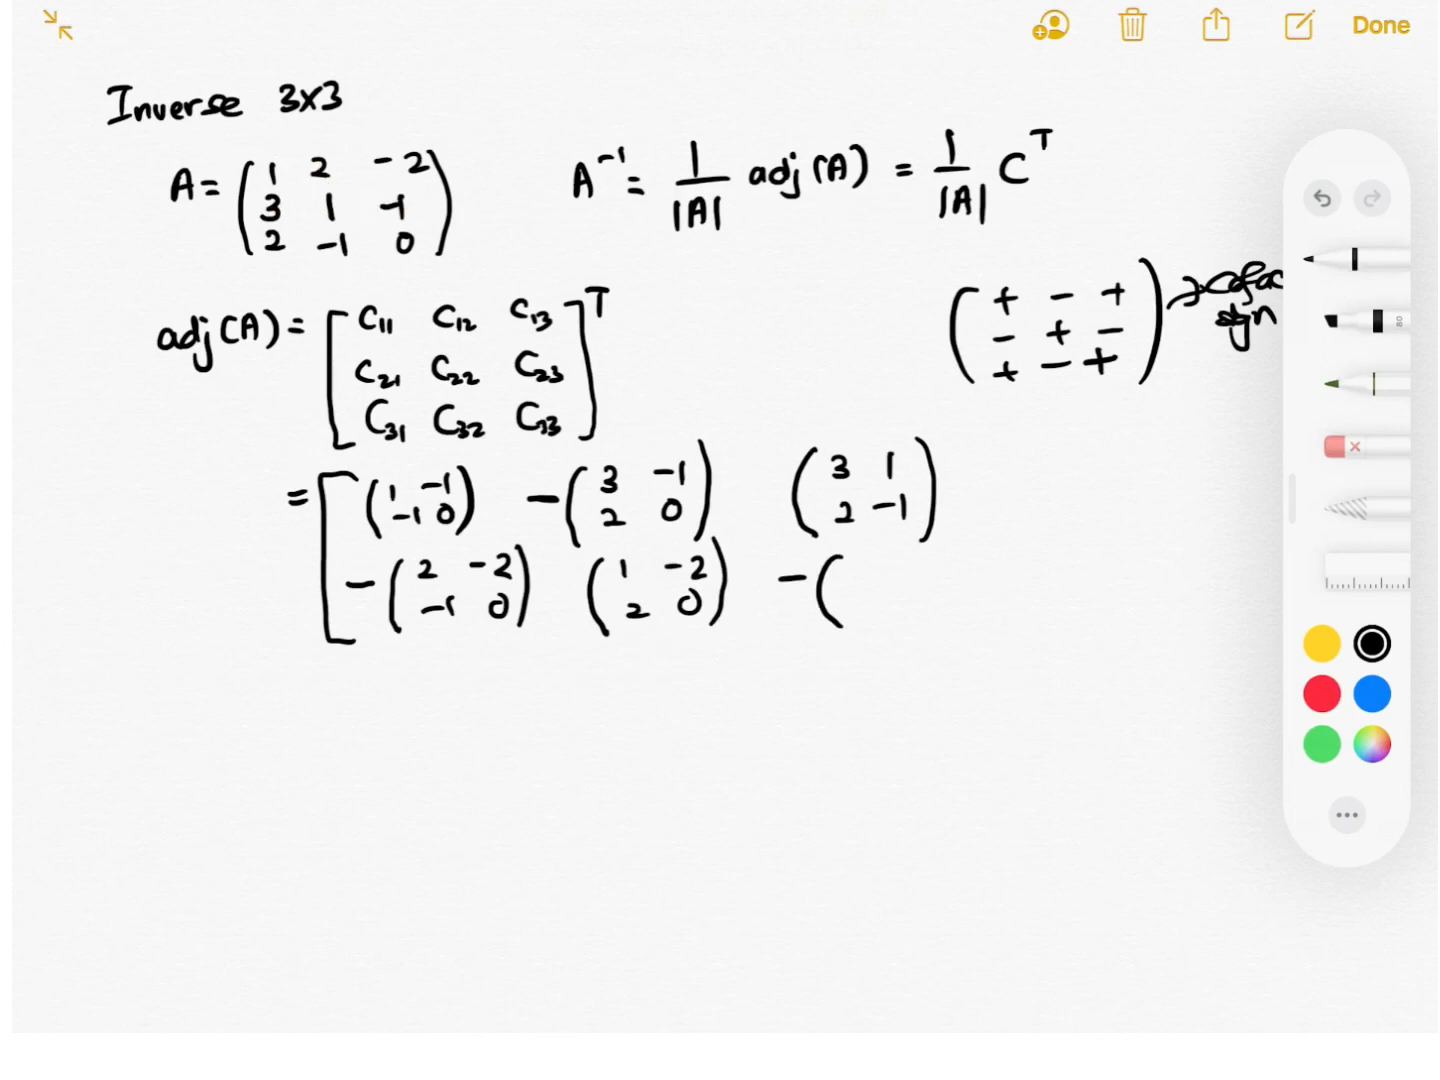 Done
Inverse 3x3
A = (1 2 -2
3 1 -1
2 -1 0)
A⁻¹ = 1/|A| adj(A) = 1/|A| Cᵀ
(+ - +
- + -
+ - +)
adj(A) = [C₁₁ C₁₂ C₁₃
C₂₁ C₂₂ C₂₃
C₃₁ C₃₂ C₃₃]ᵀ
= [(1 -1 -(3 -1 (3 1
-1 0) 2 0) 2 -1)
-(2 -2 (1 -2 -(
-1 0) 2 0)
80